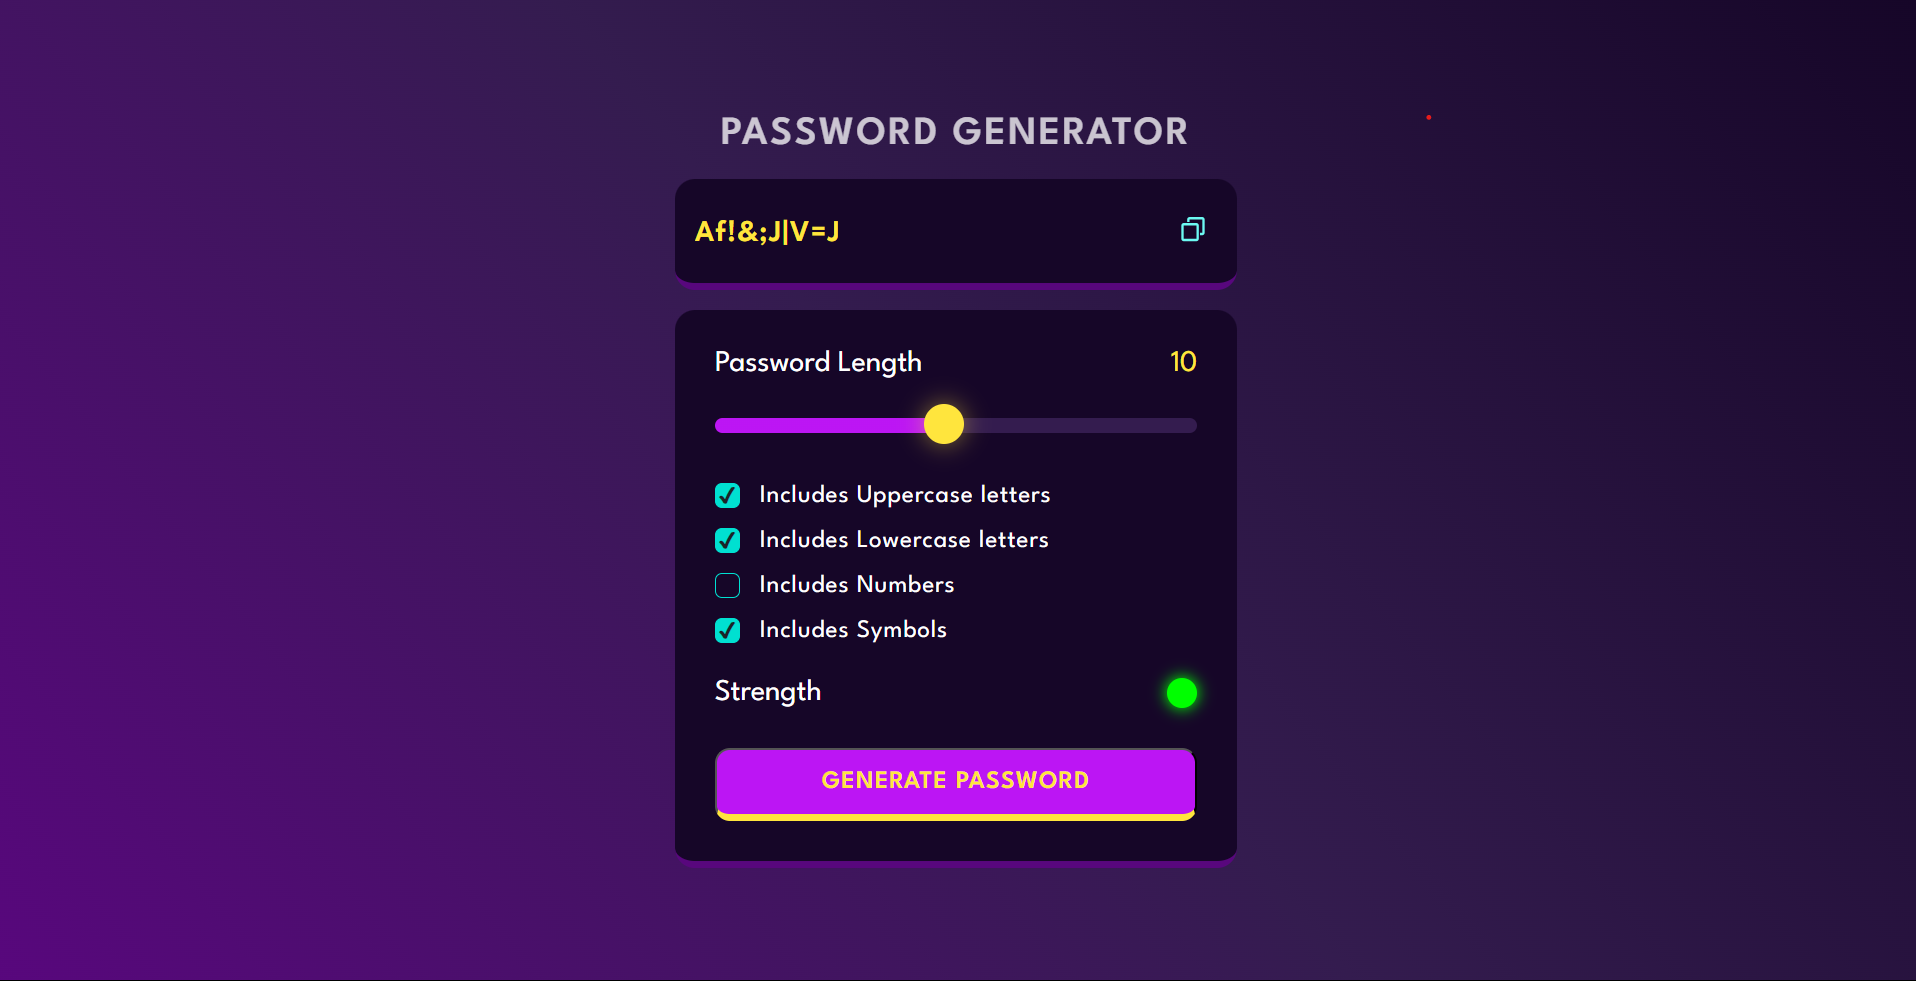 PASSWORD GENERATOR
Af!&;J|V=J
Password Length 10
Includes Uppercase letters
Includes Lowercase letters
Includes Numbers
Includes Symbols
Strength
GENERATE PASSWORD